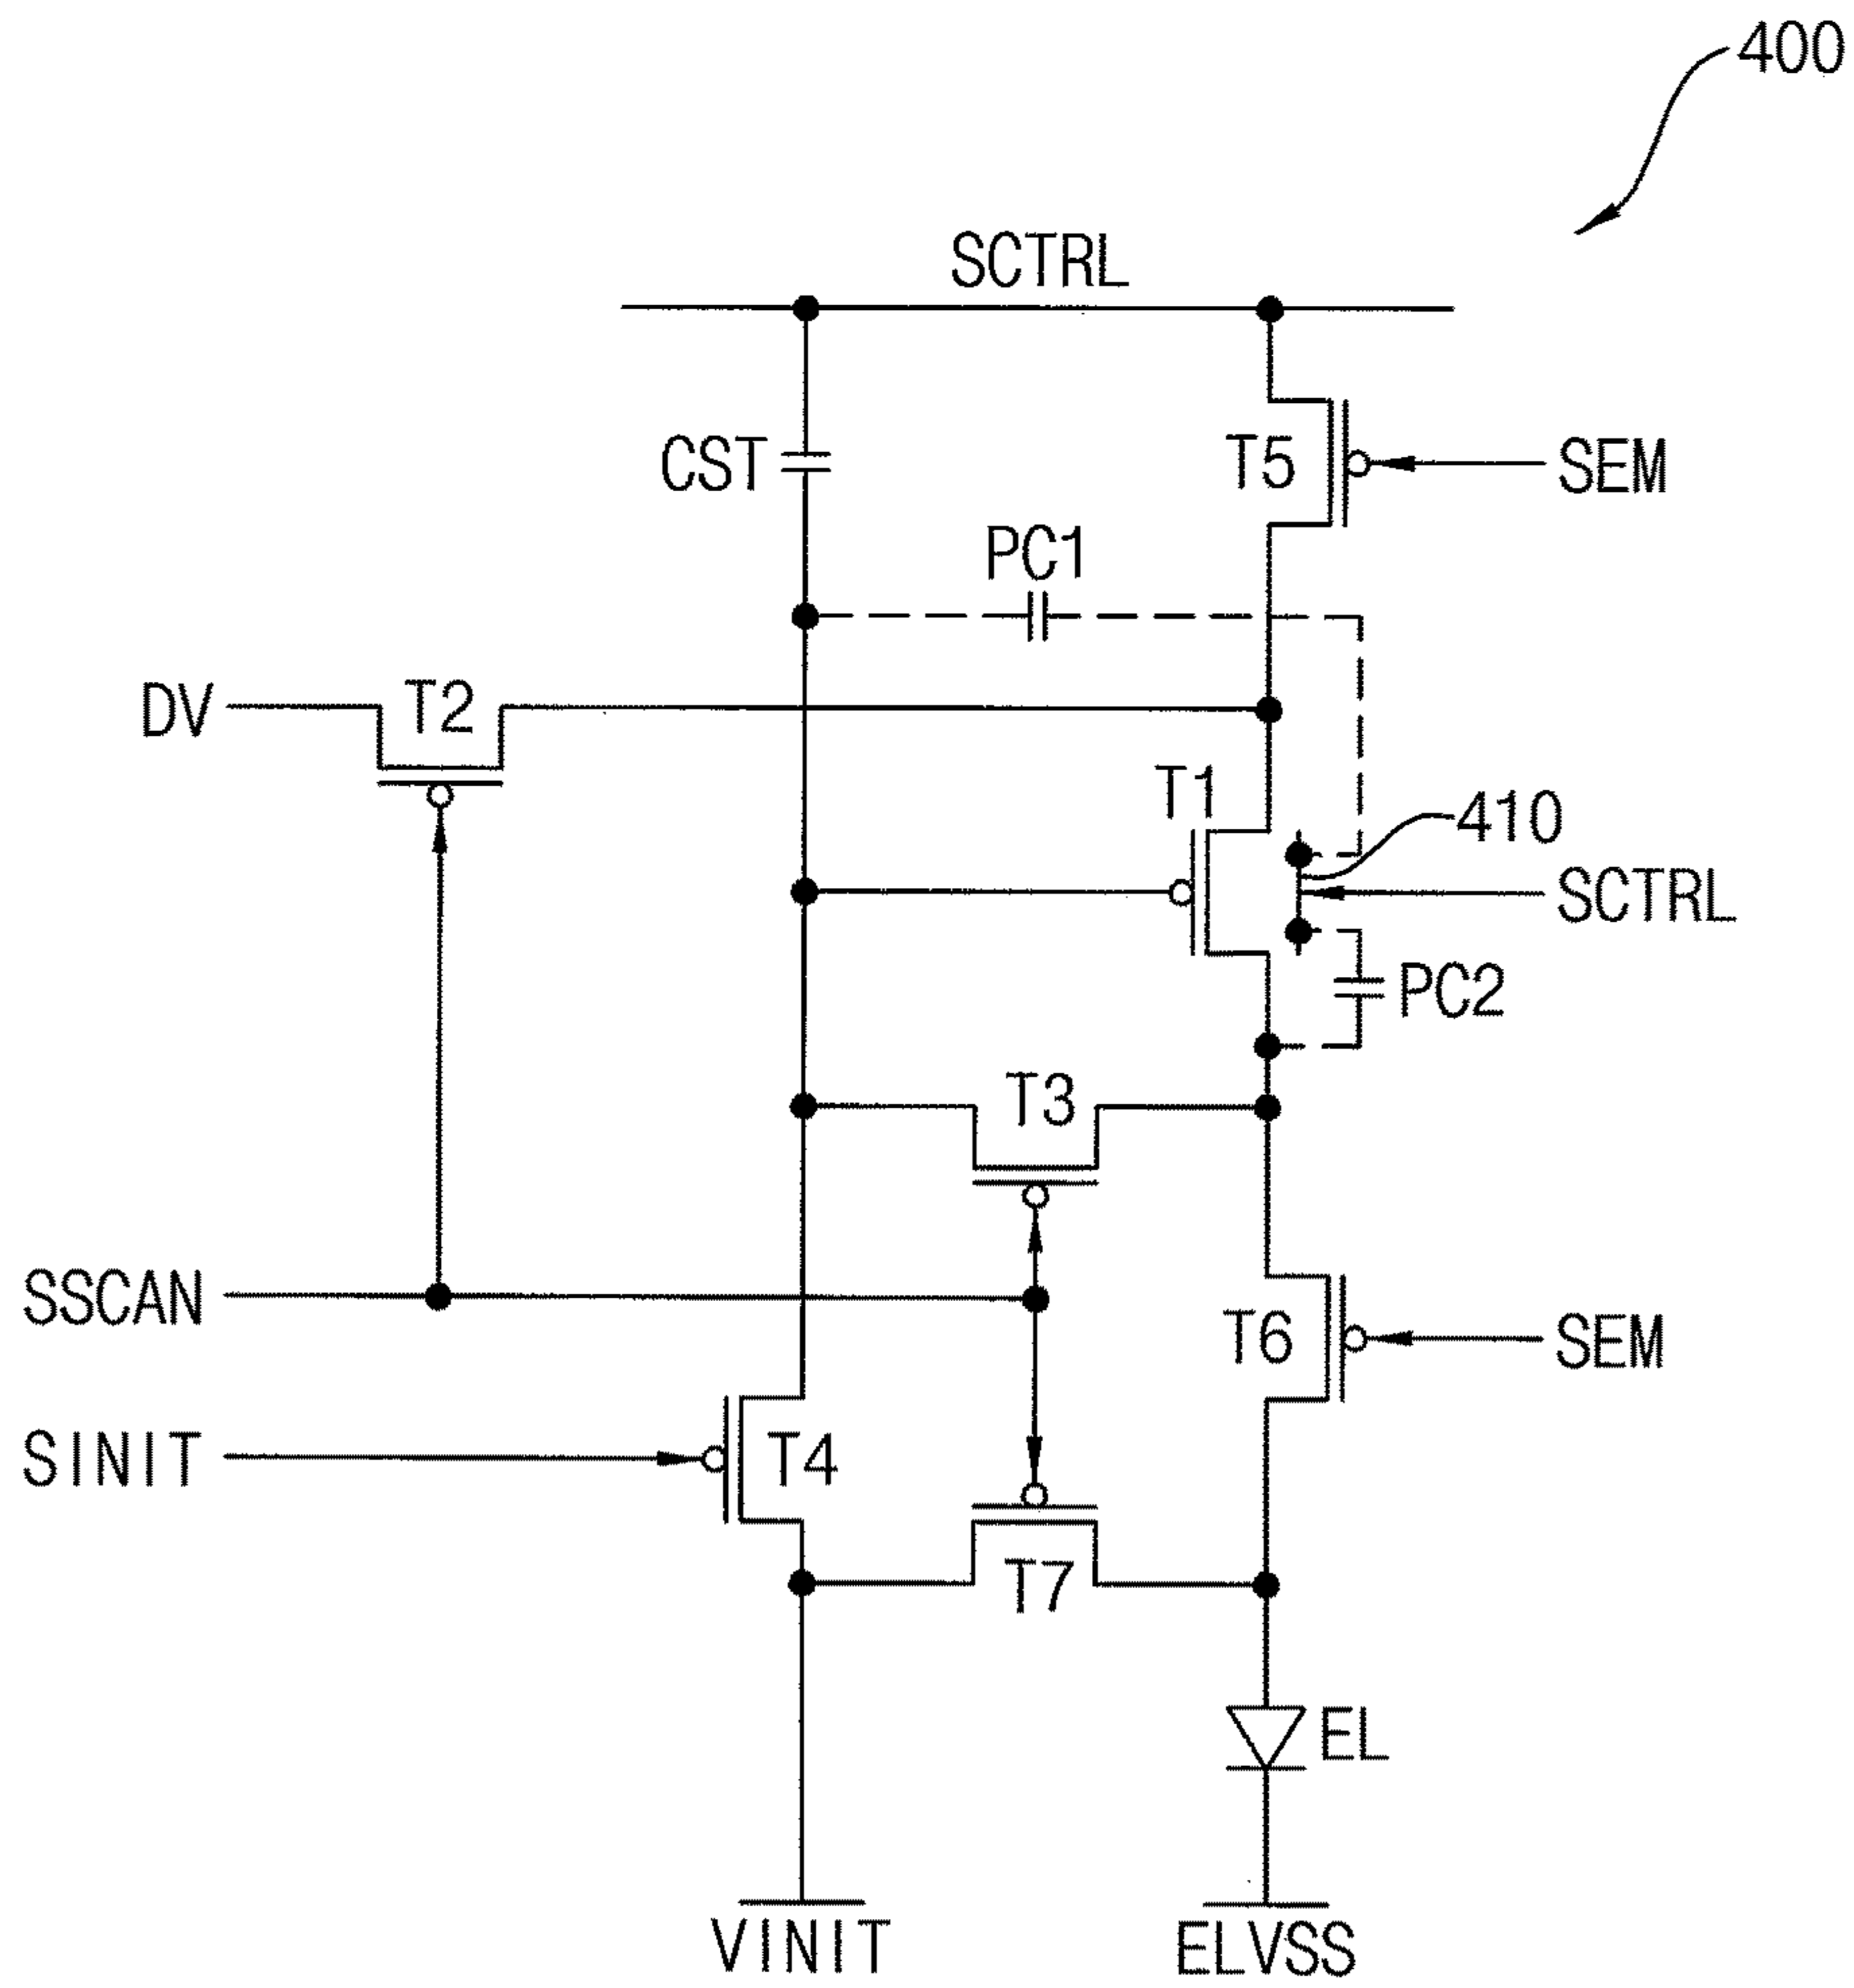 400
SCTRL
CST
T5
SEM
PC1
DV
T2
T1
410
SCTRL
PC2
T3
SSCAN
T6
SEM
SINIT
T4
T7
EL
VINIT
ELVSS